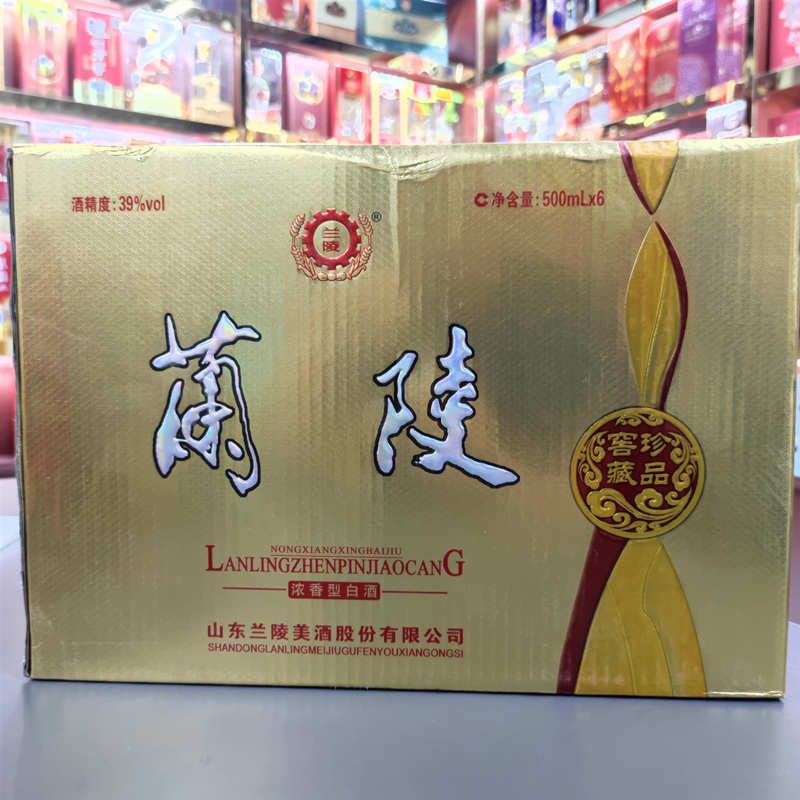 酒精度:39%vol
净含量:500mLx6
兰陵
®
蘭陵
珍品
窖藏
NONGXIANGXINGBAIJIU
LANLINGZHENPINJIAOCANG
浓香型白酒
山东兰陵美酒股份有限公司
SHANDONGLANLINGMEIJIUGUFENYOUXIANGONGSI